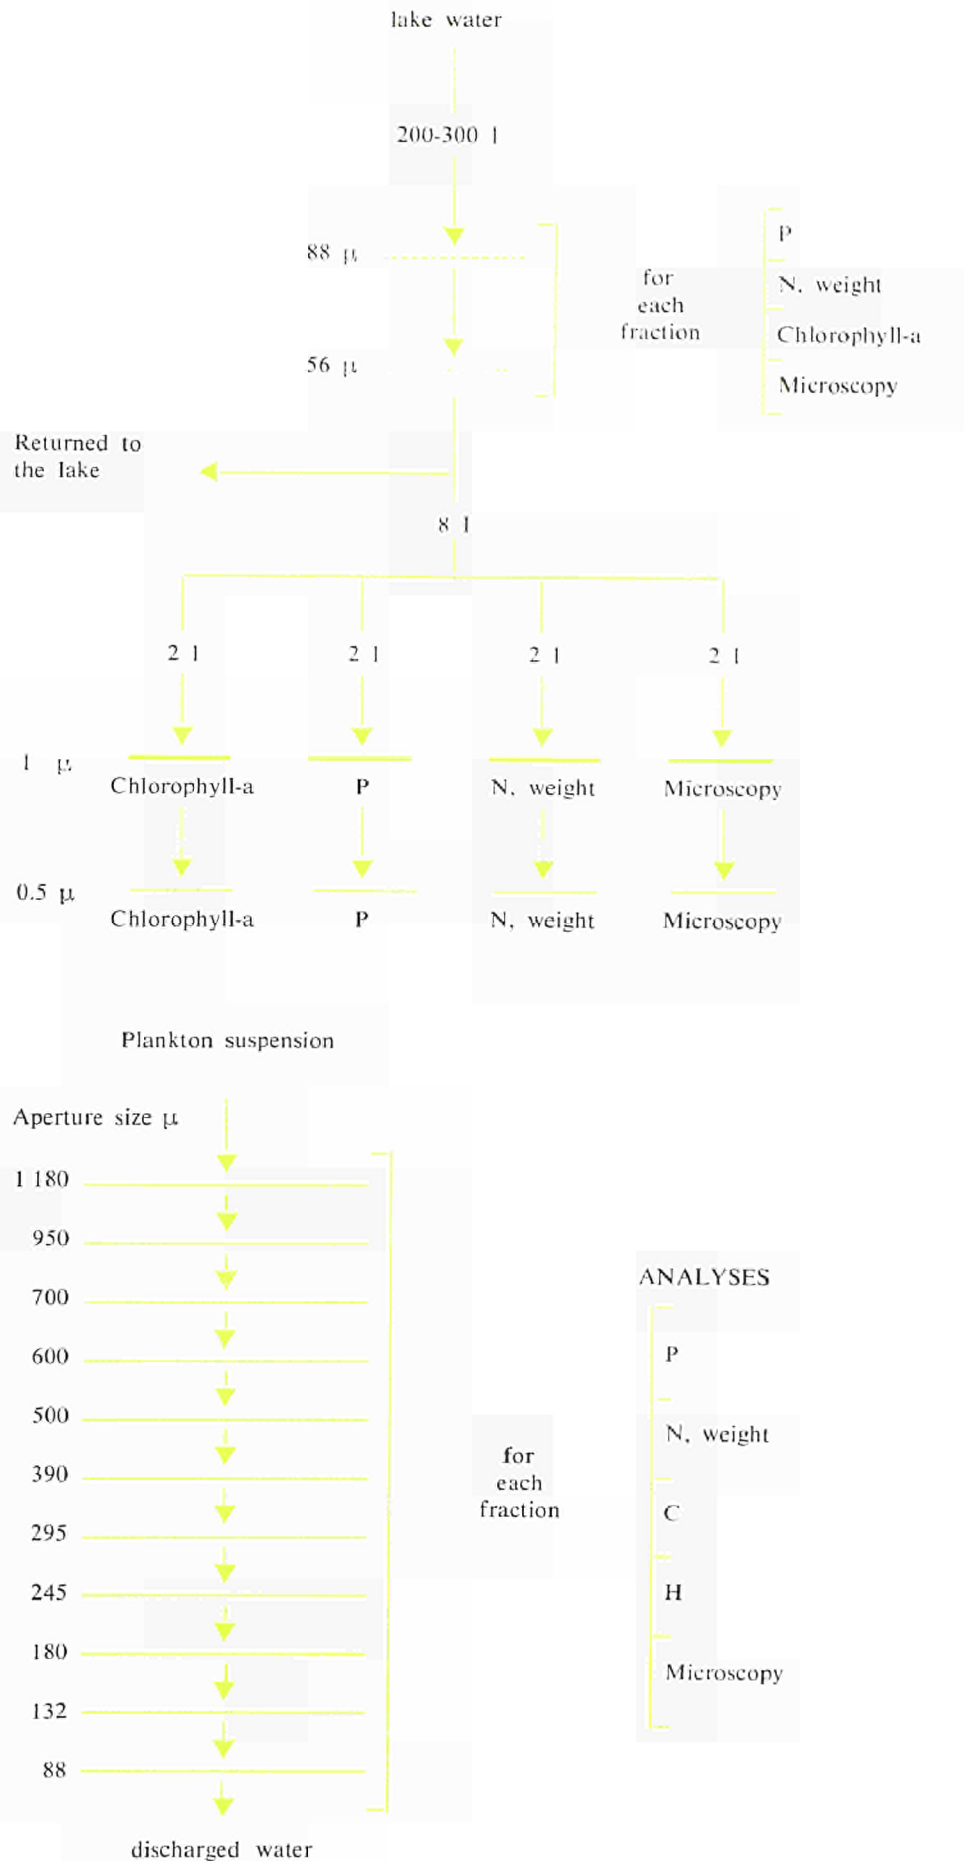 lake water
200-300 l
88 μ
for
each
fraction
P
N. weight
Chlorophyll-a
Microscopy
56 μ
Returned to
the lake
8 l
2 l 2 l 2 l 2 l
1 μ
Chlorophyll-a P N. weight Microscopy
0.5 μ
Chlorophyll-a P N, weight Microscopy
Plankton suspension
Aperture size μ
1 180
950
700
600
500
390
295
245
180
132
88
discharged water
for
each
fraction
ANALYSES
P
N, weight
C
H
Microscopy